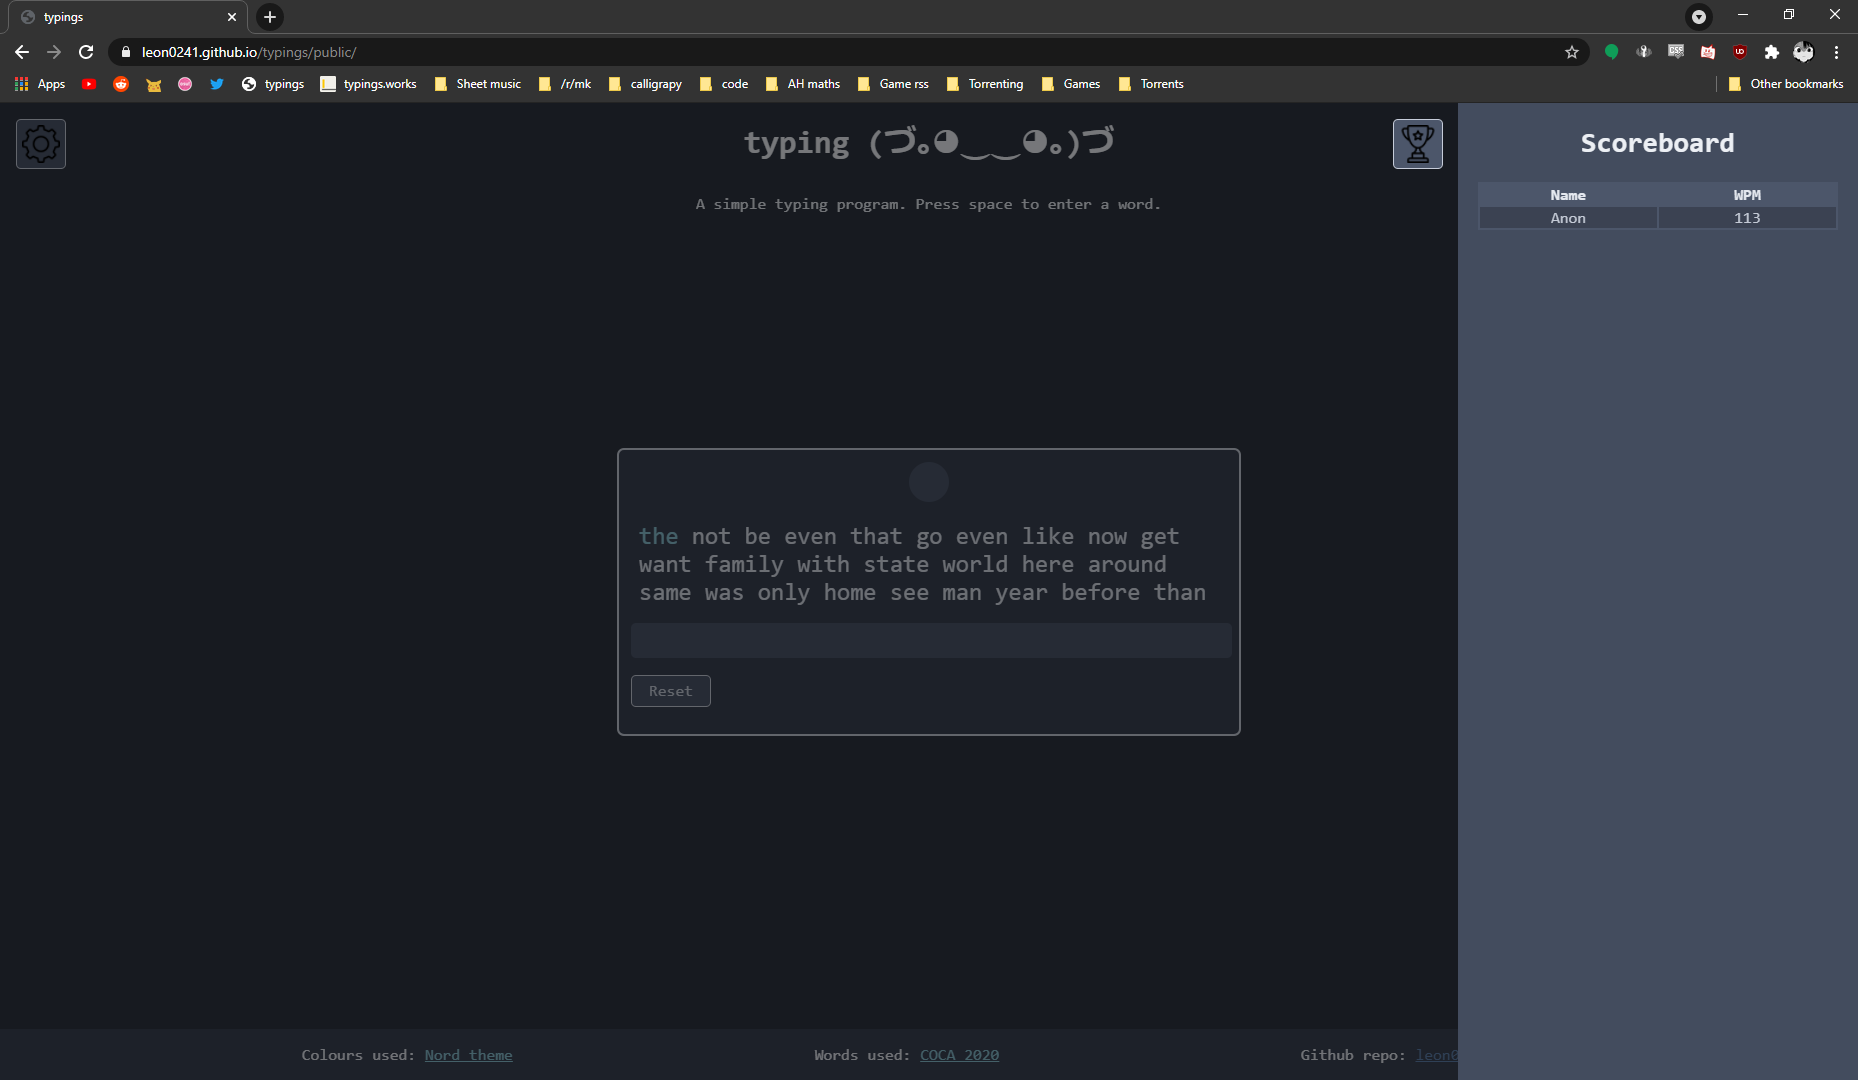 typings
leon0241.github.io/typings/public/
Apps
typings
typings.works
Sheet music
/r/mk
calligrapy
code
AH maths
Game rss
Torrenting
Games
Torrents
Other bookmarks
typing (づ｡◕‿‿◕｡)づ
A simple typing program. Press space to enter a word.
the not be even that go even like now get
want family with state world here around
same was only home see man year before than
Reset
Scoreboard
Name WPM
Anon 113
Colours used: Nord theme
Words used: COCA 2020
Github repo: leon0